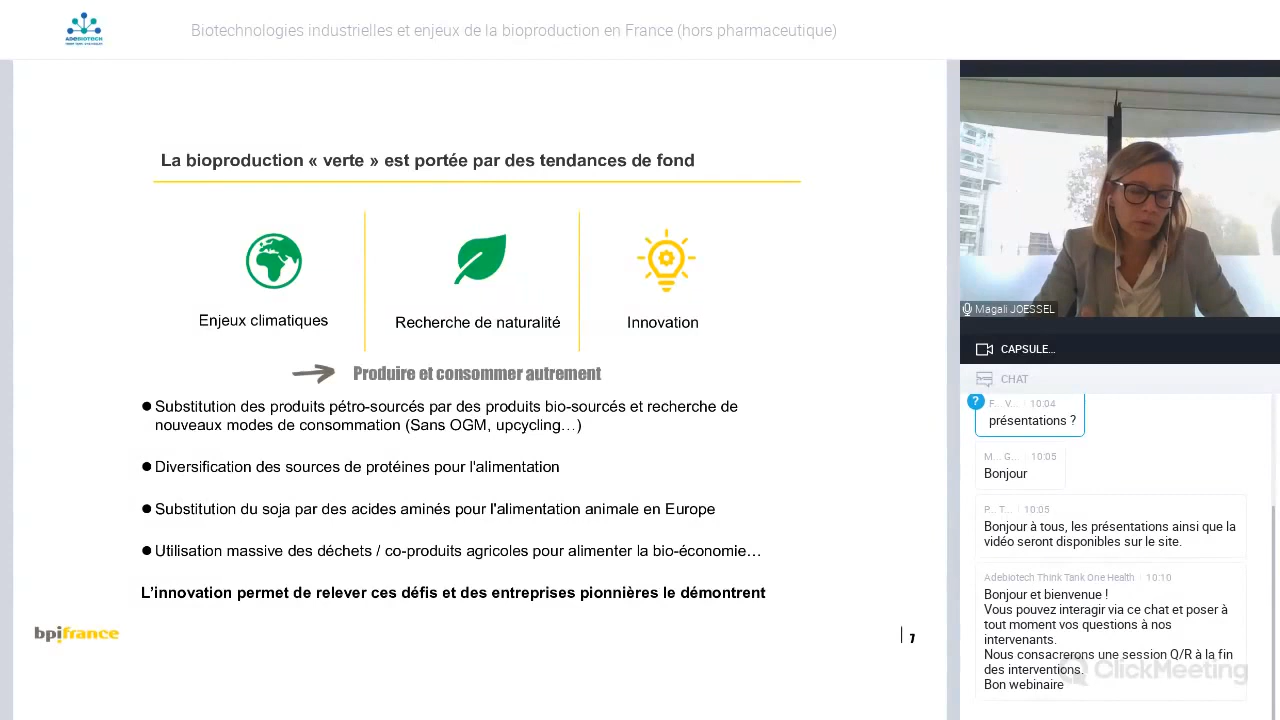 ADEBIOTECH
Biotechnologies industrielles et enjeux de la bioproduction en France (hors pharmaceutique)
La bioproduction « verte » est portée par des tendances de fond
Enjeux climatiques
Recherche de naturalité
Innovation
Produire et consommer autrement
● Substitution des produits pétro-sourcés par des produits bio-sourcés et recherche de
nouveaux modes de consommation (Sans OGM, upcycling…)
● Diversification des sources de protéines pour l'alimentation
● Substitution du soja par des acides aminés pour l'alimentation animale en Europe
● Utilisation massive des déchets / co-produits agricoles pour alimenter la bio-économie…
L'innovation permet de relever ces défis et des entreprises pionnières le démontrent
bpifrance
7
Magali JOESSEL
CAPSULE...
CHAT
?
F... V... 10:04
présentations ?
M... G... 10:05
Bonjour
P... T... 10:05
Bonjour à tous, les présentations ainsi que la
vidéo seront disponibles sur le site.
Adebiotech Think Tank One Health 10:10
Bonjour et bienvenue !
Vous pouvez interagir via ce chat et poser à
tout moment vos questions à nos
intervenants.
Nous consacrerons une session Q/R à la fin
des interventions.
Bon webinaire
ClickMeeting